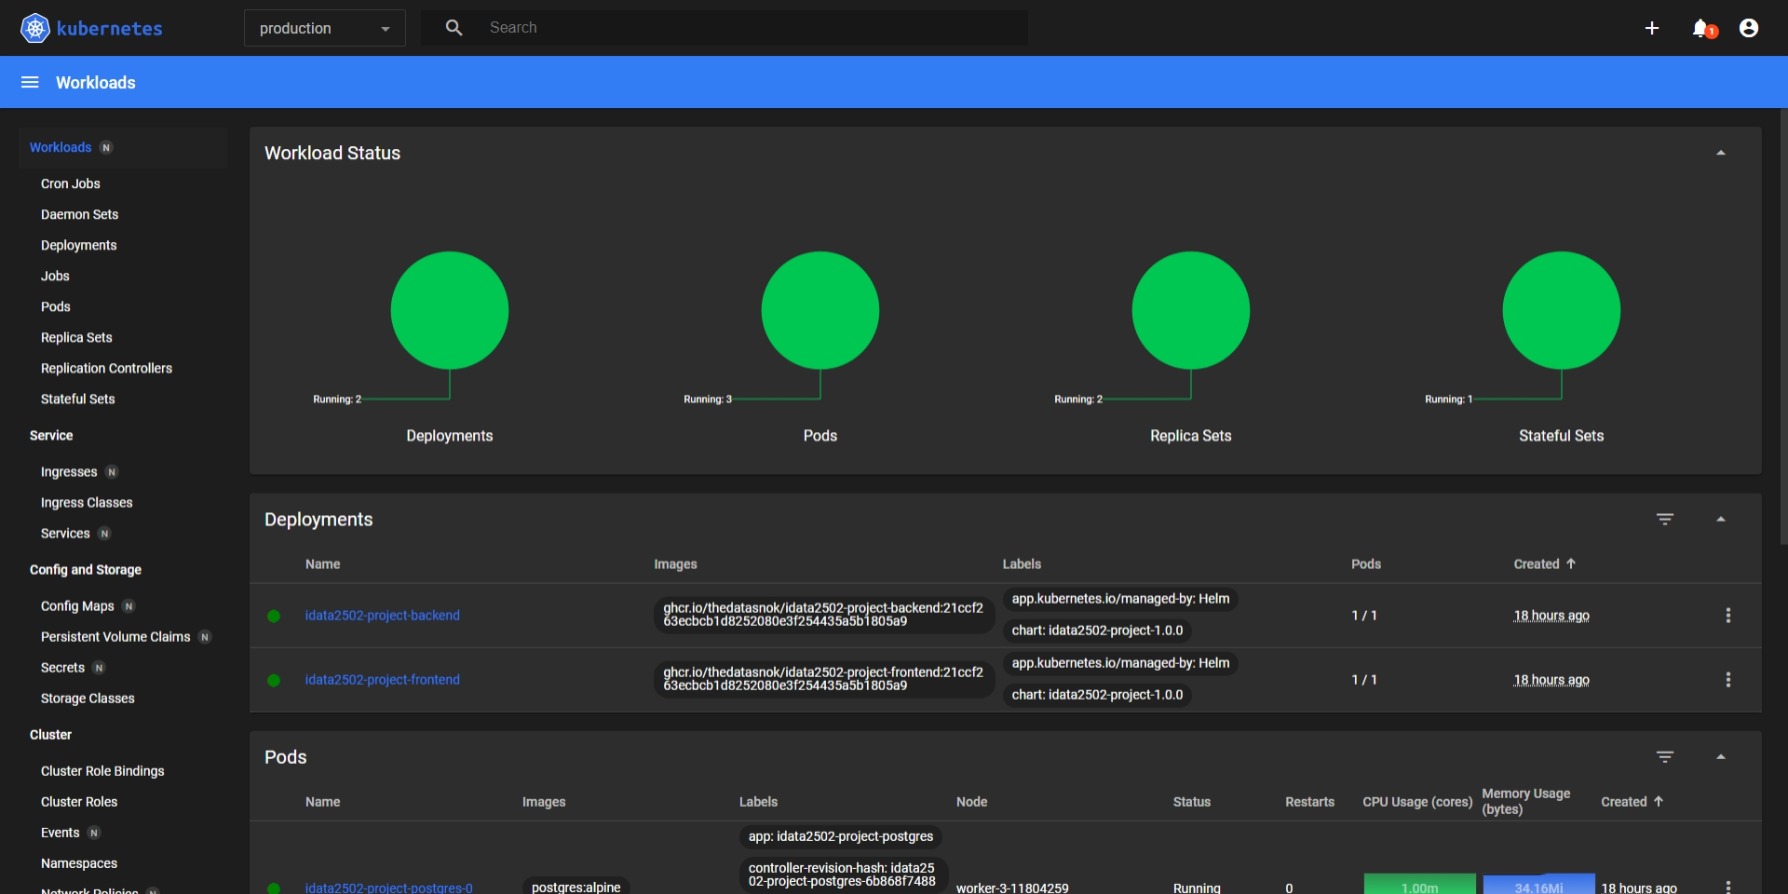 kubernetes
production
Search
1
Workloads
Workloads N
Cron Jobs
Daemon Sets
Deployments
Jobs
Pods
Replica Sets
Replication Controllers
Stateful Sets
Service
Ingresses N
Ingress Classes
Services N
Config and Storage
Config Maps N
Persistent Volume Claims N
Secrets N
Storage Classes
Cluster
Cluster Role Bindings
Cluster Roles
Events N
Namespaces
Network Policies N
Workload Status
Running: 2
Deployments
Running: 3
Pods
Running: 2
Replica Sets
Running: 1
Stateful Sets
Deployments
Name Images Labels Pods Created
idata2502-project-backend
ghcr.io/thedatasnok/idata2502-project-backend:21ccf2
63ecbcb1d8252080e3f254435a5b1805a9
app.kubernetes.io/managed-by: Helm
chart: idata2502-project-1.0.0
1 / 1
18 hours ago
idata2502-project-frontend
ghcr.io/thedatasnok/idata2502-project-frontend:21ccf2
63ecbcb1d8252080e3f254435a5b1805a9
app.kubernetes.io/managed-by: Helm
chart: idata2502-project-1.0.0
1 / 1
18 hours ago
Pods
Name Images Labels Node Status Restarts CPU Usage (cores) Memory Usage
(bytes) Created
idata2502-project-postgres-0
postgres:alpine
app: idata2502-project-postgres
controller-revision-hash: idata25
02-project-postgres-6b868f7488
worker-3-11804259
Running
0
1.00m
34.16Mi
18 hours ago